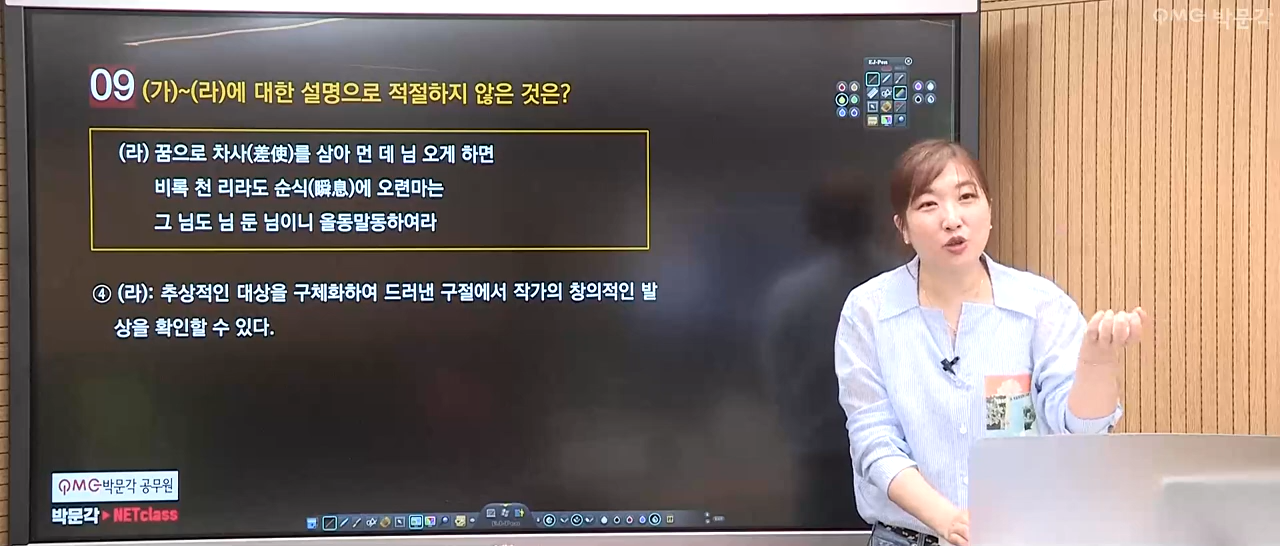 PMG 박문각
09 (가)~(라)에 대한 설명으로 적절하지 않은 것은?
(라) 꿈으로 차사(差使)를 삼아 먼 데 님 오게 하면
비록 천 리라도 순식(瞬息)에 오련마는
그 님도 님 둔 님이니 올동말동하여라
④ (라): 추상적인 대상을 구체화하여 드러낸 구절에서 작가의 창의적인 발
상을 확인할 수 있다.
PMG 박문각 공무원
박문각 NETclass